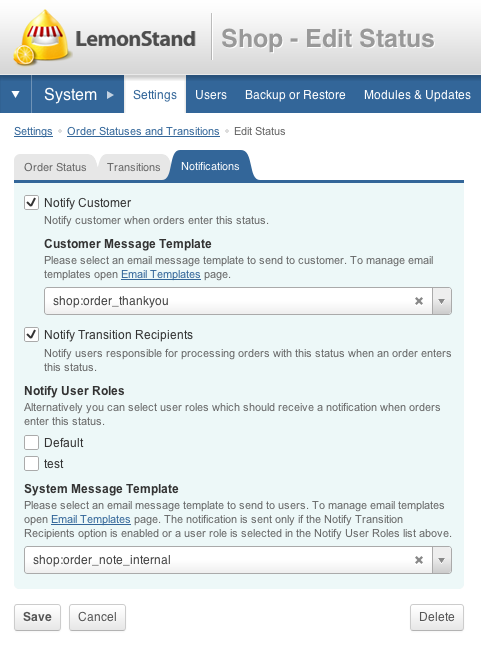 LemonStand
Shop - Edit Status
System Settings Users Backup or Restore Modules & Updates
Settings • Order Statuses and Transitions • Edit Status
Order Status Transitions Notifications
Notify Customer
Notify customer when orders enter this status.
Customer Message Template
Please select an email message template to send to customer. To manage email
templates open Email Templates page.
shop:order_thankyou
Notify Transition Recipients
Notify users responsible for processing orders with this status when an order enters
this status.
Notify User Roles
Alternatively you can select user roles which should receive a notification when orders
enter this status.
Default
test
System Message Template
Please select an email message template to send to users. To manage email templates
open Email Templates page. The notification is sent only if the Notify Transition
Recipients option is enabled or a user role is selected in the Notify User Roles list above.
shop:order_note_internal
Save Cancel Delete